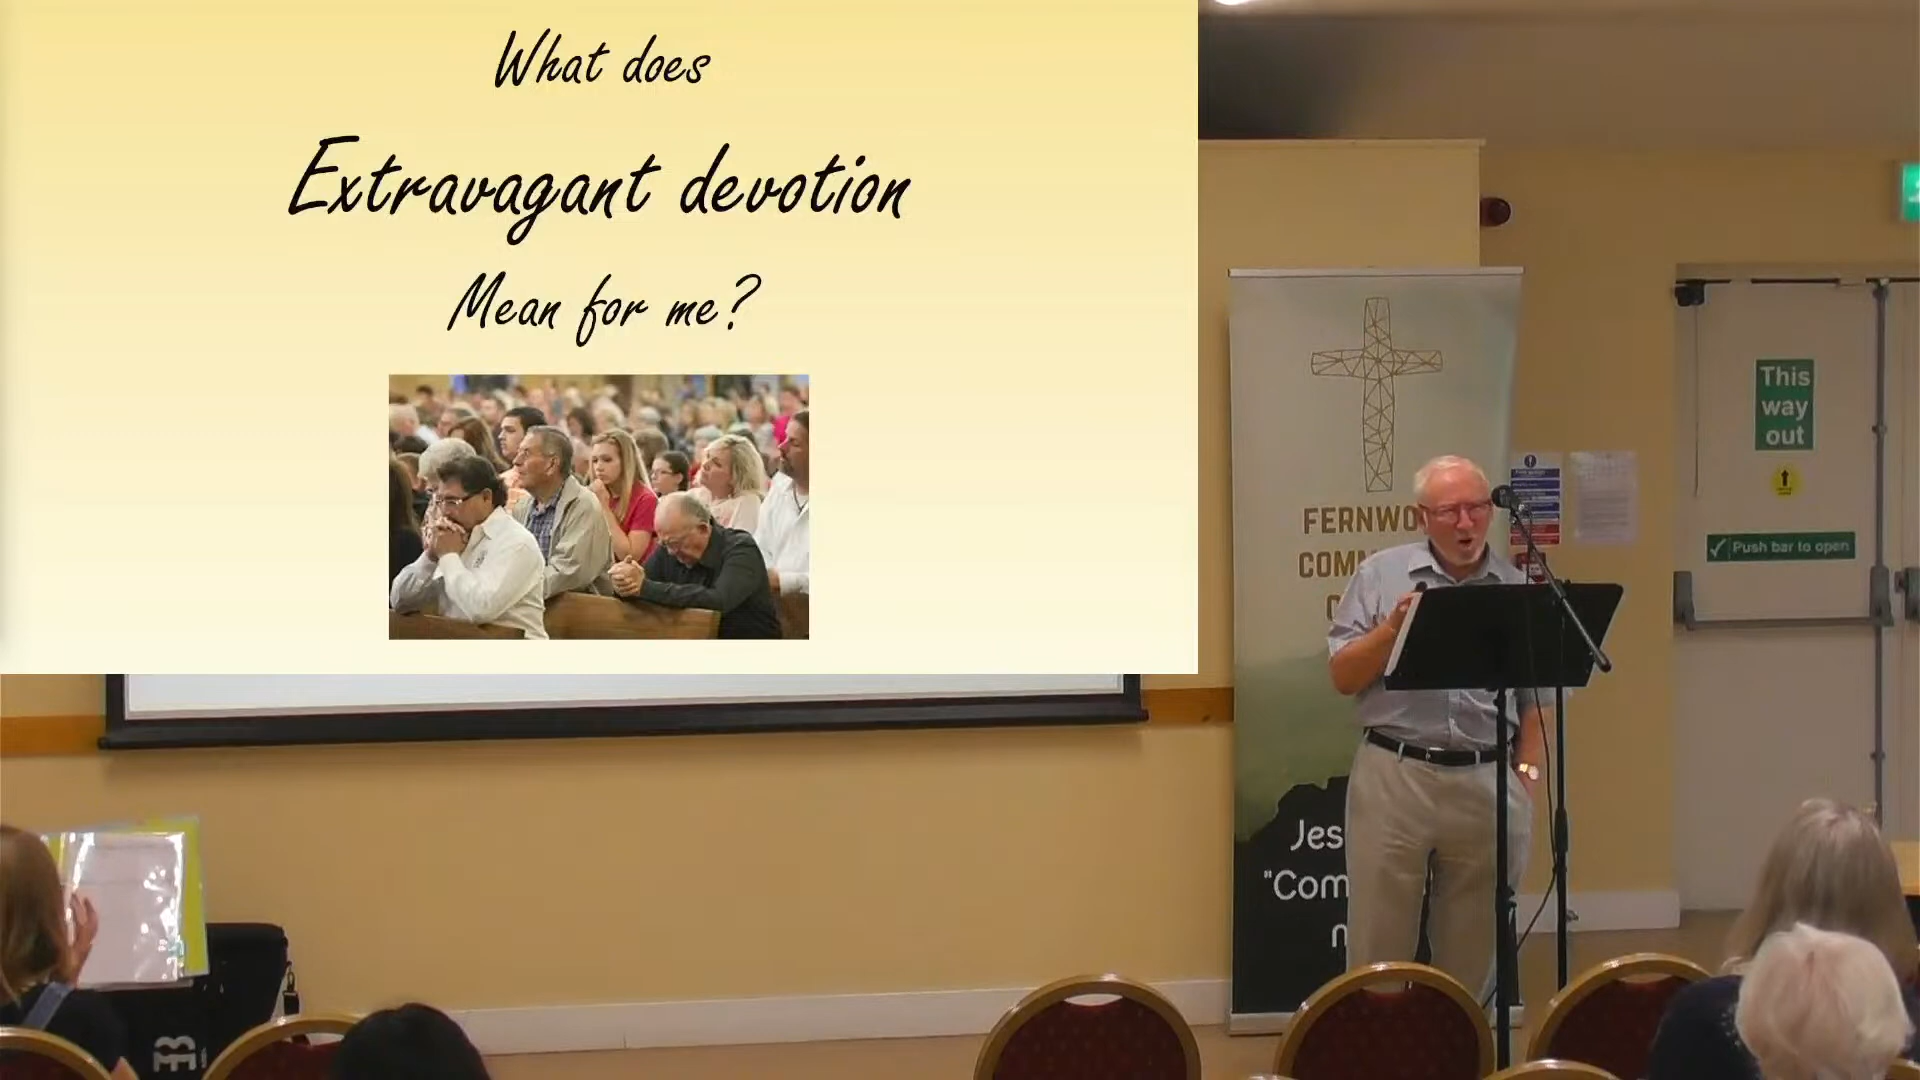 What does
Extravagant devotion
Mean for me?
FERNWO
COMM
C
Jes
"Com
This
way
out
Push bar to open